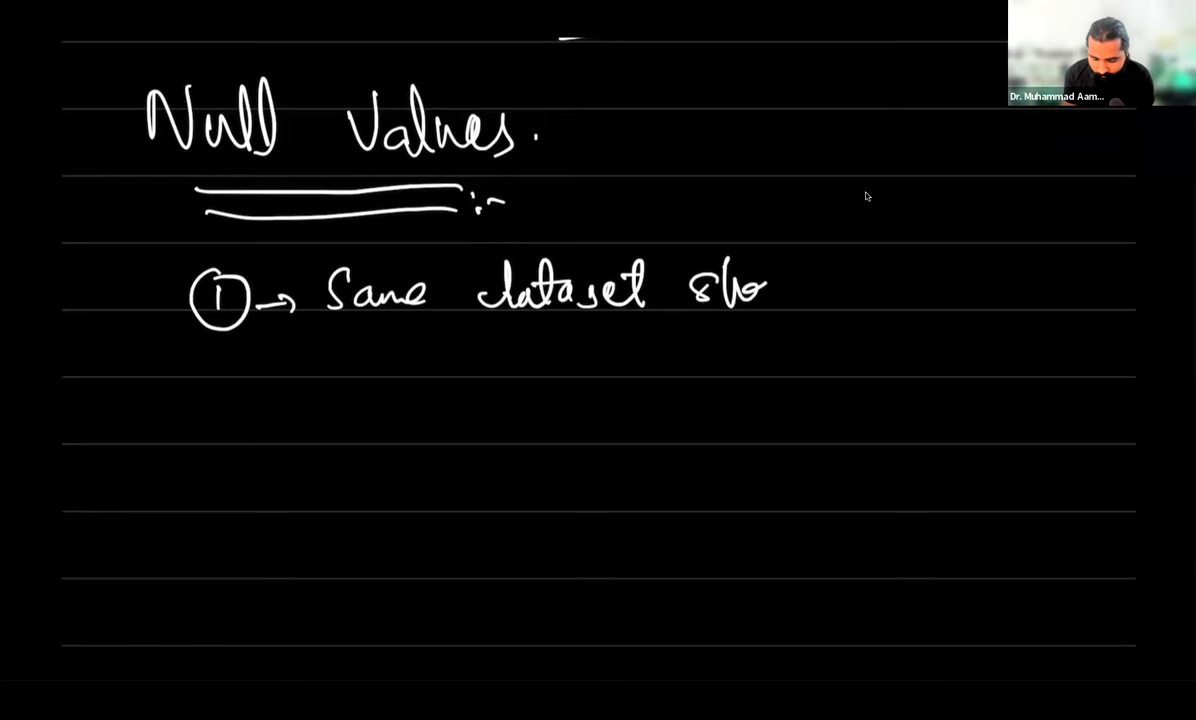 Dr. Muhammad Aam...
Null Values.
:-
① → Same dataset sho